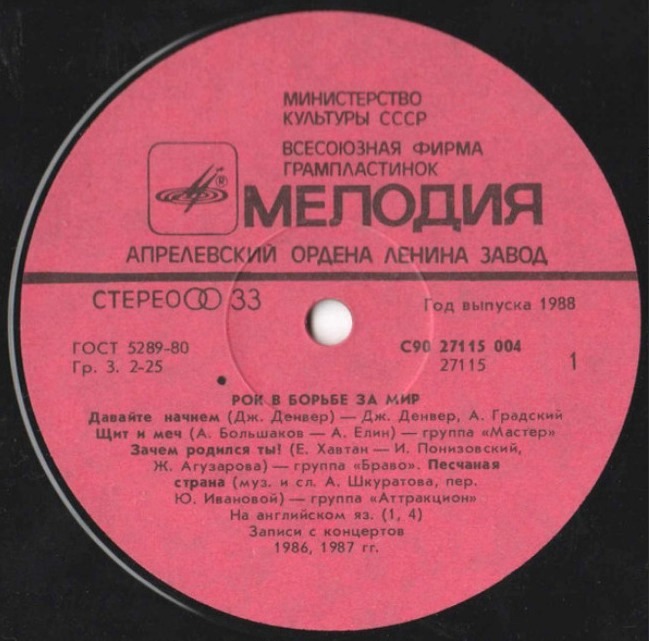 МИНИСТЕРСТВО
КУЛЬТУРЫ СССР
ВСЕСОЮЗНАЯ ФИРМА
ГРАМПЛАСТИНОК
® МЕЛОДИЯ
АПРЕЛЕВСКИЙ ОРДЕНА ЛЕНИНА ЗАВОД
СТЕРЕО 33
Год выпуска 1988
ГОСТ 5289-80
С90 27115 004
Гр. 3. 2-25
27115
1
РОК В БОРЬБЕ ЗА МИР
Давайте начнем (Дж. Денвер) — Дж. Денвер, А. Градский
Щит и меч (А. Большаков — А. Елин) — группа «Мастер»
Зачем родился ты! (Е. Хавтан — И. Понизовский,
Ж. Агузарова) — группа «Браво». Песчаная
страна (муз. и сл. А. Шкуратова, пер.
Ю. Ивановой) — группа «Аттракцион»
На английском яз. (1, 4)
Записи с концертов
1986, 1987 гг.